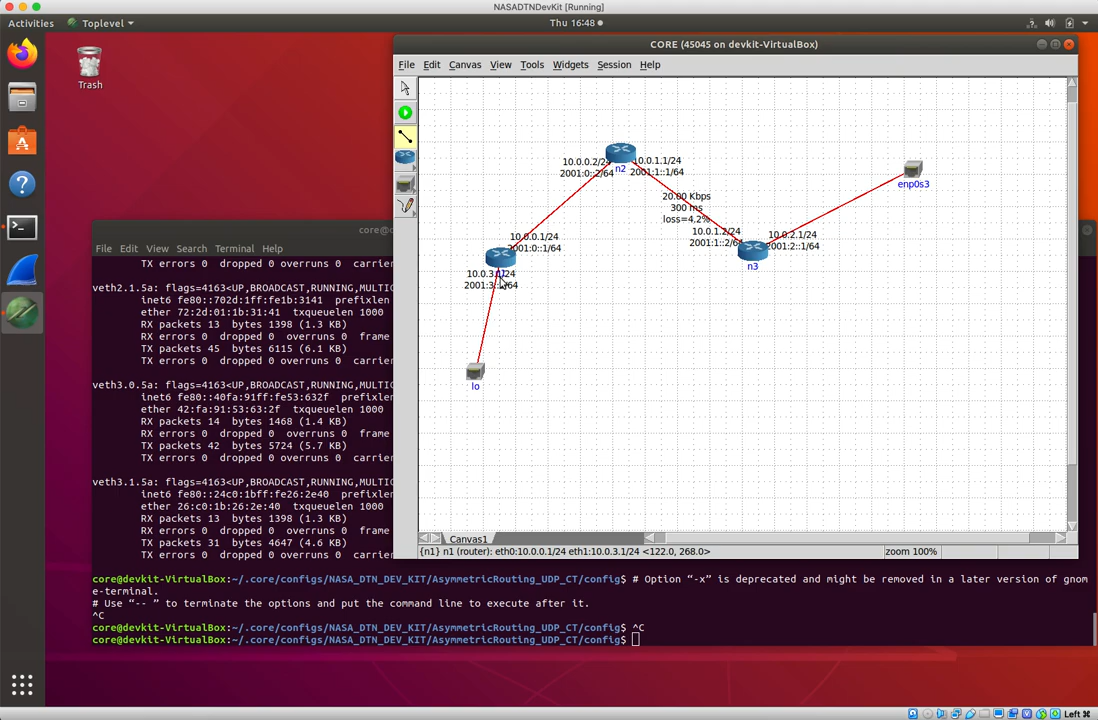 NASADTNDevKit [Running]
Activities
Toplevel
Thu 16:48
Trash
CORE (45045 on devkit-VirtualBox)
File Edit Canvas View Tools Widgets Session Help
10.0.0.2/24
2001:0::2/64
n2
10.0.1.1/24
2001:1::1/64
20.00 Kbps
300 ms
loss=4.2%
enp0s3
10.0.1.2/24
2001:1::2/64
10.0.2.1/24
2001:2::1/64
n3
10.0.0.1/24
2001:0::1/64
10.0.3.1/24
lo
Canvas1
{n1} n1 (router): eth0:10.0.0.1/24 eth1:10.0.3.1/24 <122.0, 268.0>
zoom 100%
core@
File Edit View Search Terminal Help
TX errors 0 dropped 0 overruns 0 carrier
veth2.1.5a: flags=4163<UP,BROADCAST,RUNNING,MULTIC
inet6 fe80::702d:1ff:fe1b:3141 prefixlen
ether 72:2d:01:1b:31:41 txqueuelen 1000
RX packets 13 bytes 1398 (1.3 KB)
RX errors 0 dropped 0 overruns 0 frame
TX packets 45 bytes 6115 (6.1 KB)
TX errors 0 dropped 0 overruns 0 carrier
veth3.0.5a: flags=4163<UP,BROADCAST,RUNNING,MULTIC
inet6 fe80::40fa:91ff:fe53:632f prefixlen
ether 42:fa:91:53:63:2f txqueuelen 1000
RX packets 14 bytes 1468 (1.4 KB)
RX errors 0 dropped 0 overruns 0 frame
TX packets 42 bytes 5724 (5.7 KB)
TX errors 0 dropped 0 overruns 0 carrier
veth3.1.5a: flags=4163<UP,BROADCAST,RUNNING,MULTIC
inet6 fe80::24c0:1bff:fe26:2e40 prefixlen
ether 26:c0:1b:26:2e:40 txqueuelen 1000
RX packets 13 bytes 1398 (1.3 KB)
RX errors 0 dropped 0 overruns 0 frame
TX packets 31 bytes 4647 (4.6 KB)
TX errors 0 dropped 0 overruns 0 carrier
core@devkit-VirtualBox:~/.core/configs/NASA_DTN_DEV_KIT/AsymmetricRouting_UDP_CT/config$ # Option “-x” is deprecated and might be removed in a later version of gnom
e-terminal.
# Use “-- ” to terminate the options and put the command line to execute after it.
^C
core@devkit-VirtualBox:~/.core/configs/NASA_DTN_DEV_KIT/AsymmetricRouting_UDP_CT/config$ ^C
core@devkit-VirtualBox:~/.core/configs/NASA_DTN_DEV_KIT/AsymmetricRouting_UDP_CT/config$
Left ⌘